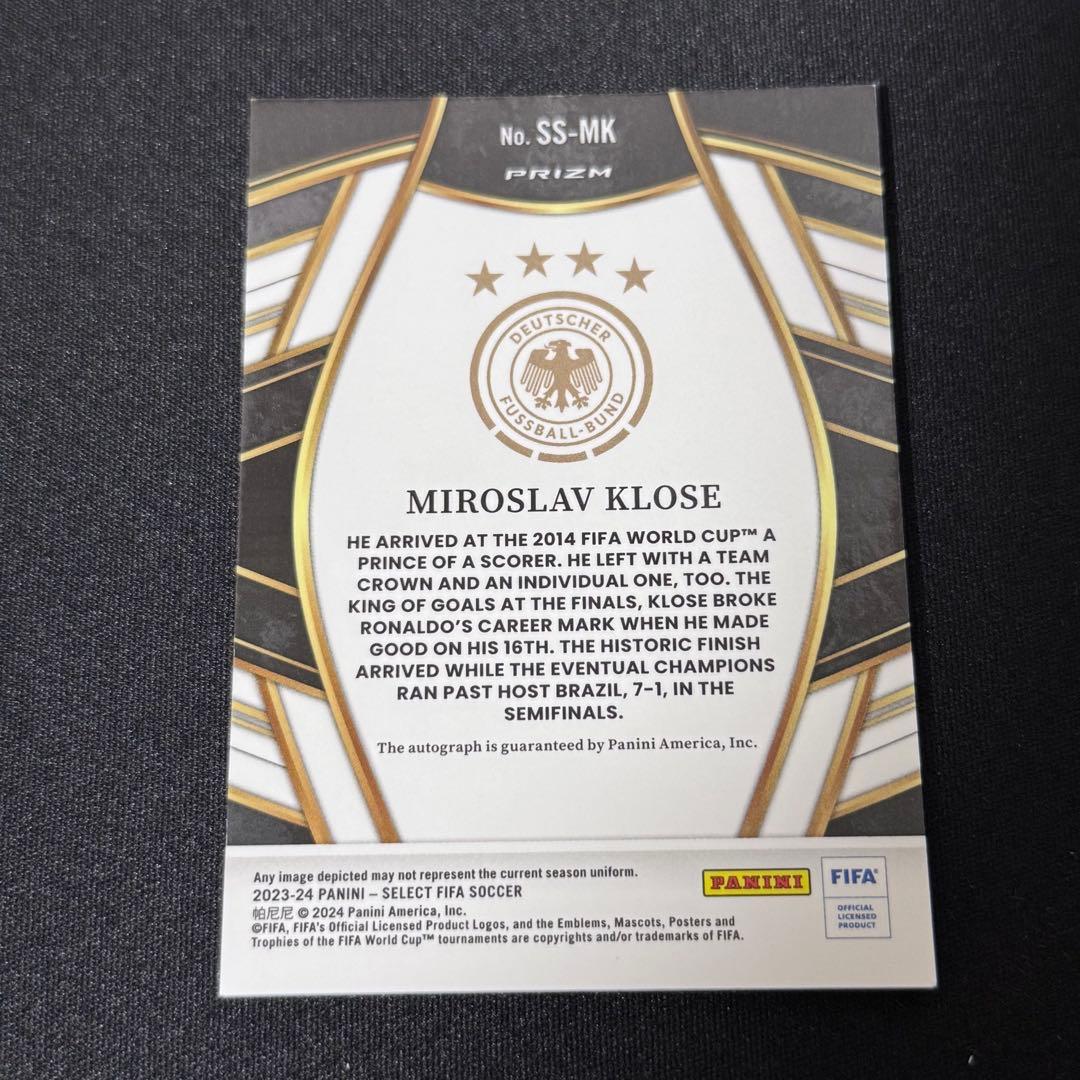 No. SS-MK
PRIZM
DEUTSCHER
FUSSBALL-BUND
MIROSLAV KLOSE
HE ARRIVED AT THE 2014 FIFA WORLD CUP™ A
PRINCE OF A SCORER. HE LEFT WITH A TEAM
CROWN AND AN INDIVIDUAL ONE, TOO. THE
KING OF GOALS AT THE FINALS, KLOSE BROKE
RONALDO'S CAREER MARK WHEN HE MADE
GOOD ON HIS 16TH. THE HISTORIC FINISH
ARRIVED WHILE THE EVENTUAL CHAMPIONS
RAN PAST HOST BRAZIL, 7-1, IN THE
SEMIFINALS.
The autograph is guaranteed by Panini America, Inc.
Any image depicted may not represent the current season uniform.
2023-24 PANINI – SELECT FIFA SOCCER
帕尼尼 © 2024 Panini America, Inc.
©FIFA, FIFA's Official Licensed Product Logos, and the Emblems, Mascots, Posters and
Trophies of the FIFA World Cup™ tournaments are copyrights and/or trademarks of FIFA.
PANINI
FIFA®
OFFICIAL
LICENSED
PRODUCT